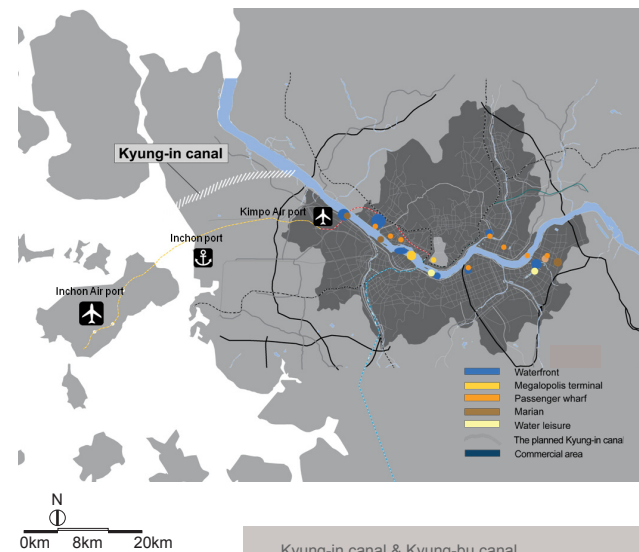 Kyung-in canal
Kimpo Air port
Inchon port
Inchon Air port
Waterfront
Megalopolis terminal
Passenger wharf
Marian
Water leisure
The planned Kyung-in canal
Commercial area
N
0km 8km 20km
Kyung-in canal & Kyung-bu canal